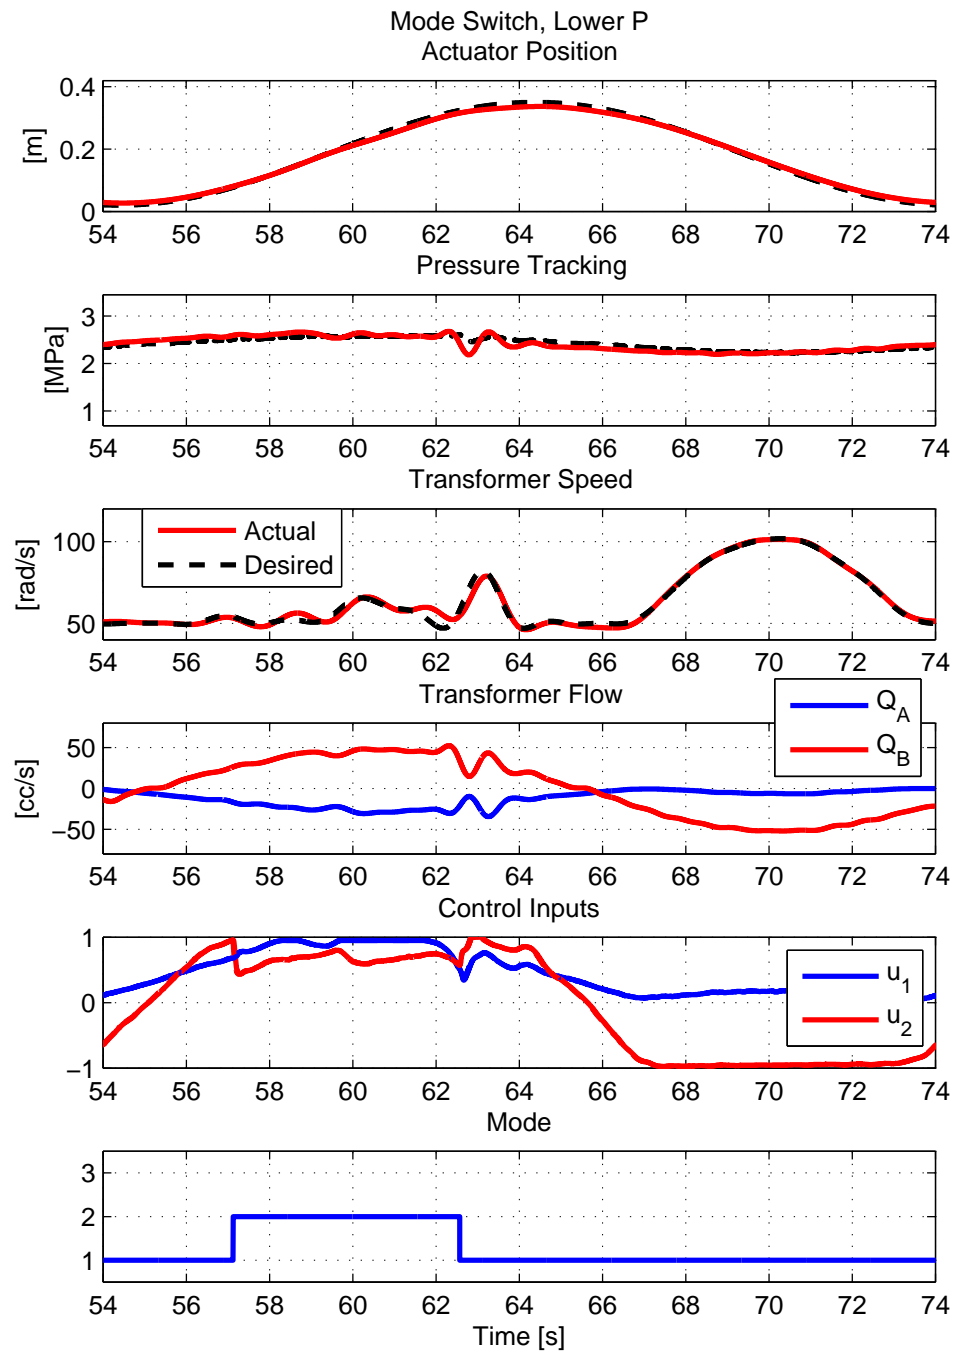 Mode Switch, Lower P
Actuator Position
0.4
0.2
0
[m]
54 56 58 60 62 64 66 68 70 72 74
Pressure Tracking
3
2
1
[MPa]
54 56 58 60 62 64 66 68 70 72 74
Transformer Speed
100
50
[rad/s]
Actual
Desired
54 56 58 60 62 64 66 68 70 72 74
Transformer Flow
50
0
−50
[cc/s]
Q_A
Q_B
54 56 58 60 62 64 66 68 70 72 74
Control Inputs
1
0
−1
u_1
u_2
54 56 58 60 62 64 66 68 70 72 74
Mode
3
2
1
54 56 58 60 62 64 66 68 70 72 74
Time [s]